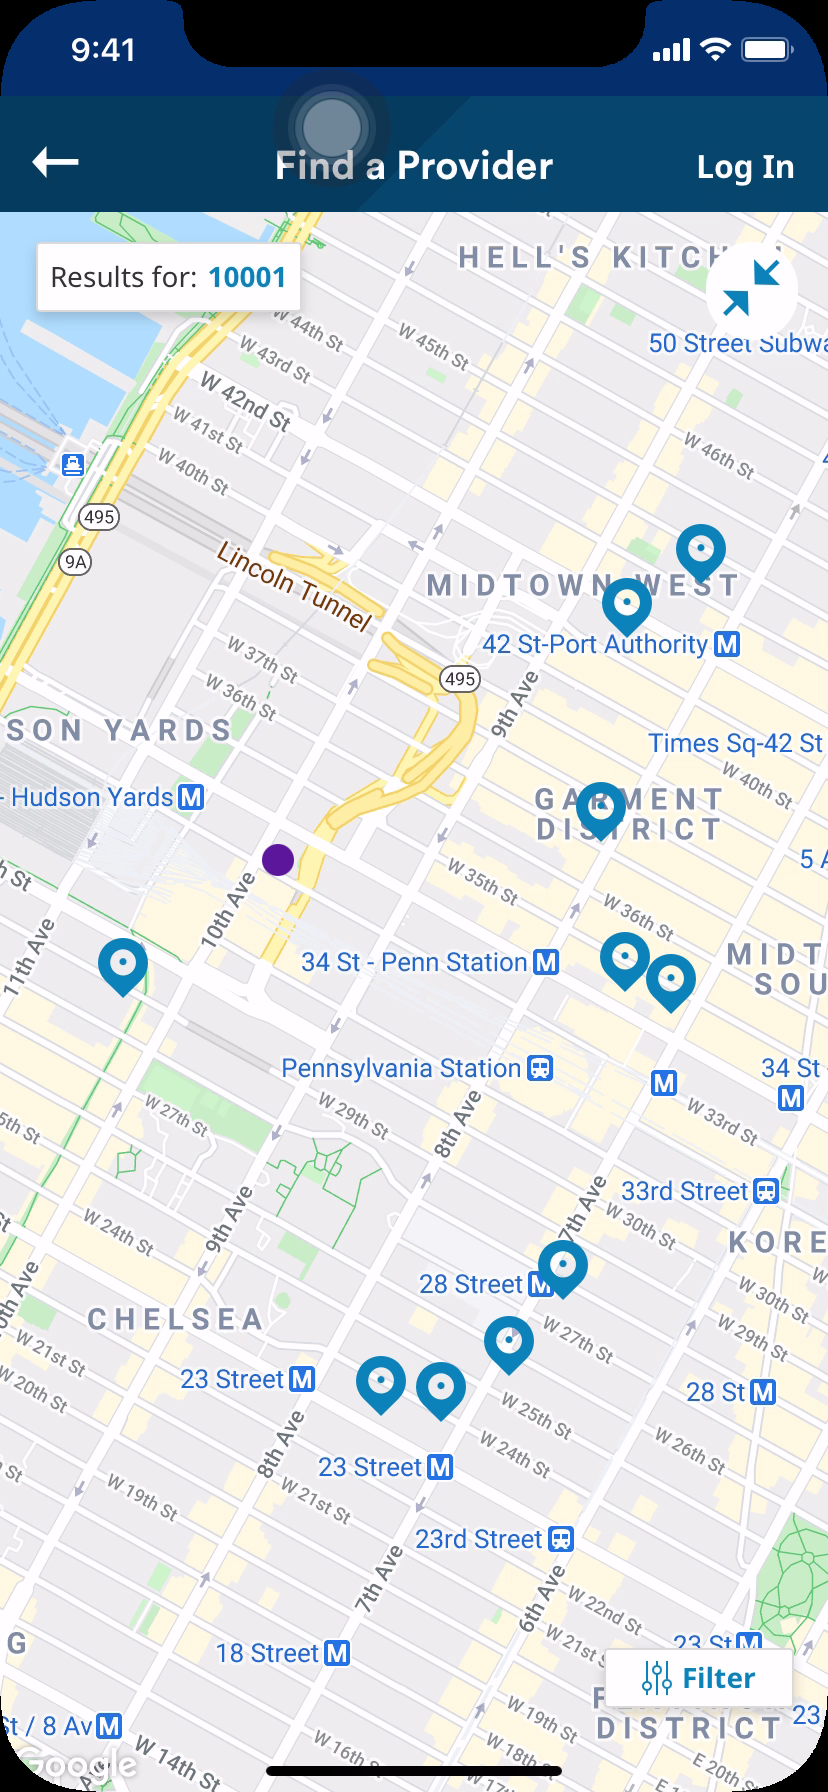 9:41
Find a Provider
Log In
Results for: 10001
HELL'S KITCH
W 44th St
W 45th St
W 43rd St
50 Street Subwa
W 42nd St
W 41st St
W 46th St
W 40th St
495
9A
Lincoln Tunnel
MIDTOWN WEST
42 St-Port Authority M
W 37th St
495
W 36th St
9th Ave
SON YARDS
Times Sq-42 St
W 40th St
- Hudson Yards M
GARMENT
DISTRICT
5 A
h St
W 35th St
10th Ave
W 36th St
11th Ave
34 St - Penn Station M
MIDT
SOU
Pennsylvania Station
34 St
M
M
W 27th St
W 29th St
8th Ave
W 33rd St
5th St
33rd Street
7th Ave
W 24th St
9th Ave
W 30th St
KORE
28 Street M
W 30th St
CHELSEA
W 27th St
W 29th St
W 21st St
23 Street M
28 St M
W 20th St
W 25th St
8th Ave
W 24th St
W 26th St
23 Street M
W 19th St
W 21st St
23rd Street
7th Ave
6th Ave
W 22nd St
G
18 Street M
W 21st St
23 St M
Filter
DISTRICT
23
St / 8 Av M
W 19th St
W 14th St
W 16th St
W 18th St
W 17th
E 20th St
Google